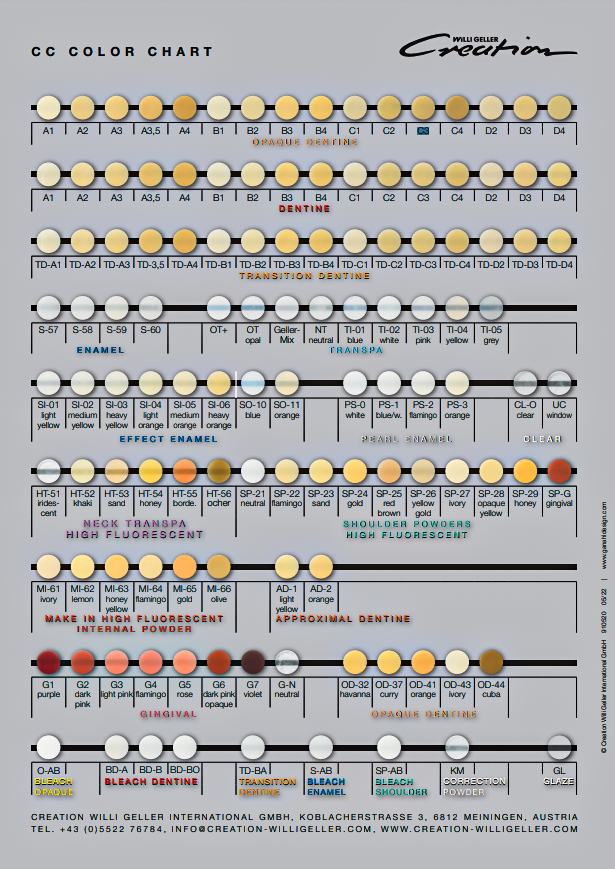 CC COLOR CHART
WILLI GELLER
Creation
A1 A2 A3 A3,5 A4 B1 B2 B3 B4 C1 C2 C3 C4 D2 D3 D4
OPAQUE DENTINE
A1 A2 A3 A3,5 A4 B1 B2 B3 B4 C1 C2 C3 C4 D2 D3 D4
DENTINE
TD-A1 TD-A2 TD-A3 TD-3,5 TD-A4 TD-B1 TD-B2 TD-B3 TD-B4 TD-C1 TD-C2 TD-C3 TD-C4 TD-D2 TD-D3 TD-D4
TRANSITION DENTINE
S-57 S-58 S-59 S-60 OT+ OT Geller- NT TI-01 TI-02 TI-03 TI-04 TI-05
opal Mix neutral blue white pink yellow grey
ENAMEL TRANSPA
SI-01 SI-02 SI-03 SI-04 SI-05 SI-06 SO-10 SO-11 PS-0 PS-1 PS-2 PS-3 CL-O UC
light medium heavy light medium heavy blue orange white blue/w. flamingo orange clear window
yellow yellow yellow orange orange orange
EFFECT ENAMEL PEARL ENAMEL CLEAR
HT-51 HT-52 HT-53 HT-54 HT-55 HT-56 SP-21 SP-22 SP-23 SP-24 SP-25 SP-26 SP-27 SP-28 SP-29 SP-G
irides- khaki sand honey borde. ocher neutral flamingo sand gold red yellow ivory opaque honey gingival
cent brown gold yellow
NECK TRANSPA SHOULDER POWDERS
HIGH FLUORESCENT HIGH FLUORESCENT
MI-61 MI-62 MI-63 MI-64 MI-65 MI-66 AD-1 AD-2
ivory lemon honey flamingo gold olive light orange
yellow yellow
MAKE IN HIGH FLUORESCENT APPROXIMAL DENTINE
INTERNAL POWDER
G1 G2 G3 G4 G5 G6 G7 G-N OD-32 OD-37 OD-41 OD-43 OD-44
purple dark light pink flamingo rose dark pink violet neutral havanna curry orange ivory cuba
pink opaque
GINGIVAL OPAQUE DENTINE
O-AB BD-A BD-B BD-BO TD-BA S-AB SP-AB KM GL
BLEACH BLEACH DENTINE TRANSITION BLEACH BLEACH CORRECTION GLAZE
OPAQUE DENTINE ENAMEL SHOULDER POWDER
CREATION WILLI GELLER INTERNATIONAL GMBH, KOBLACHERSTRASSE 3, 6812 MEININGEN, AUSTRIA
TEL. +43 (0)5522 76784, INFO@CREATION-WILLIGELLER.COM, WWW.CREATION-WILLIGELLER.COM
© Creation Willi Geller International GmbH 910520 05/22 | www.ganahldesign.com